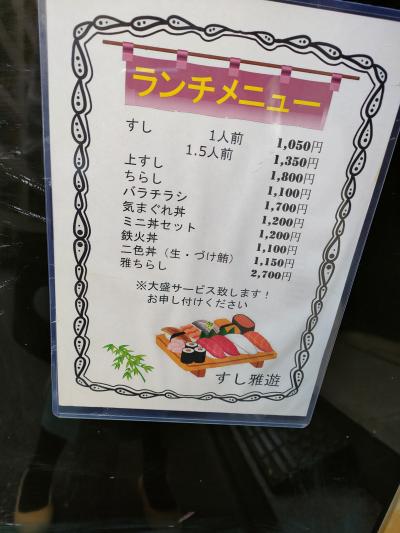 ランチメニュー
すし 1人前 1,050円
1.5人前 1,350円
上すし 1,800円
ちらし 1,100円
バラチラシ 1,700円
気まぐれ丼 1,200円
ミニ丼セット 1,200円
鉄火丼 1,100円
二色丼（生・づけ鮪） 1,150円
雅ちらし 2,700円
※大盛サービス致します！
お申し付けください
すし雅遊